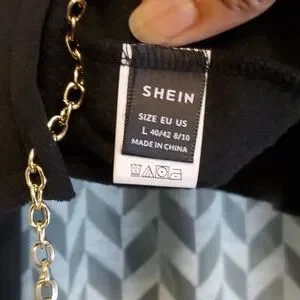 SHEIN
SIZE EU US
L 40/42 8/10
MADE IN CHINA